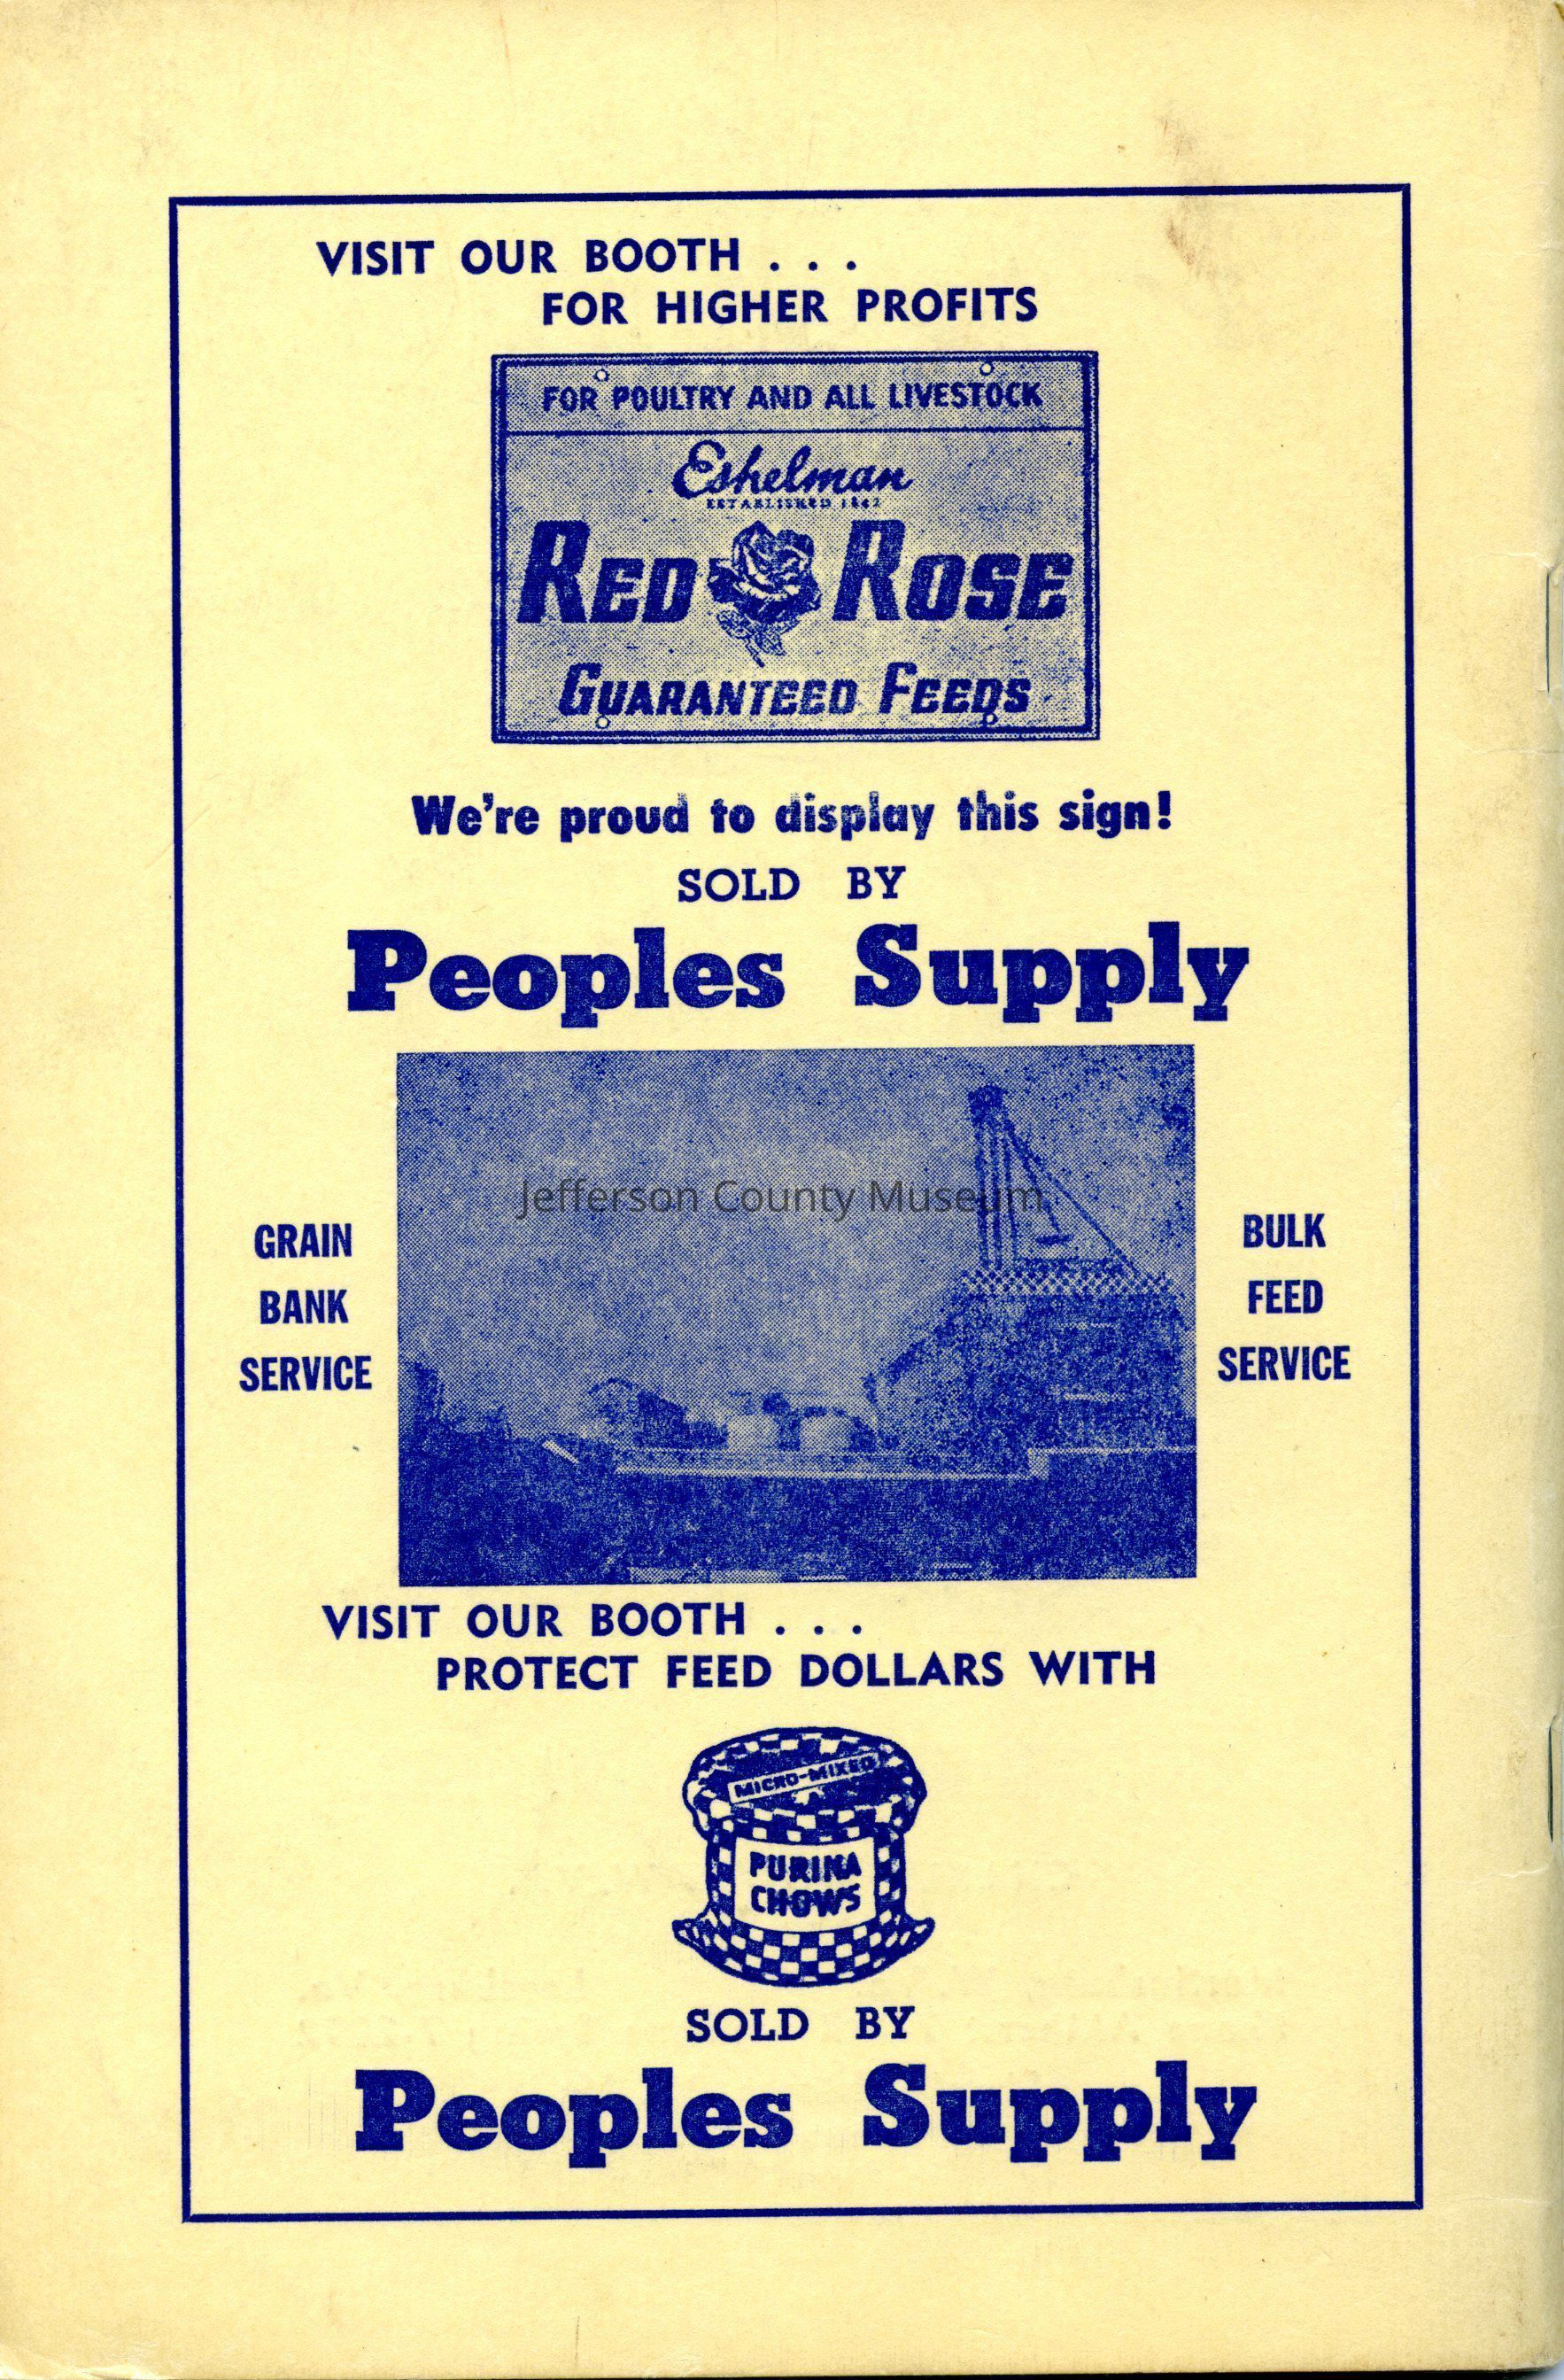 VISIT OUR BOOTH . . .
FOR HIGHER PROFITS
FOR POULTRY AND ALL LIVESTOCK
Eshelman
ESTABLISHED 1842
RED ROSE
GUARANTEED FEEDS
We're proud to display this sign!
SOLD BY
Peoples Supply
Jefferson County Museum
GRAIN
BANK
SERVICE
BULK
FEED
SERVICE
VISIT OUR BOOTH . . .
PROTECT FEED DOLLARS WITH
MICRO-MIXED
PURINA
CHOWS
SOLD BY
Peoples Supply